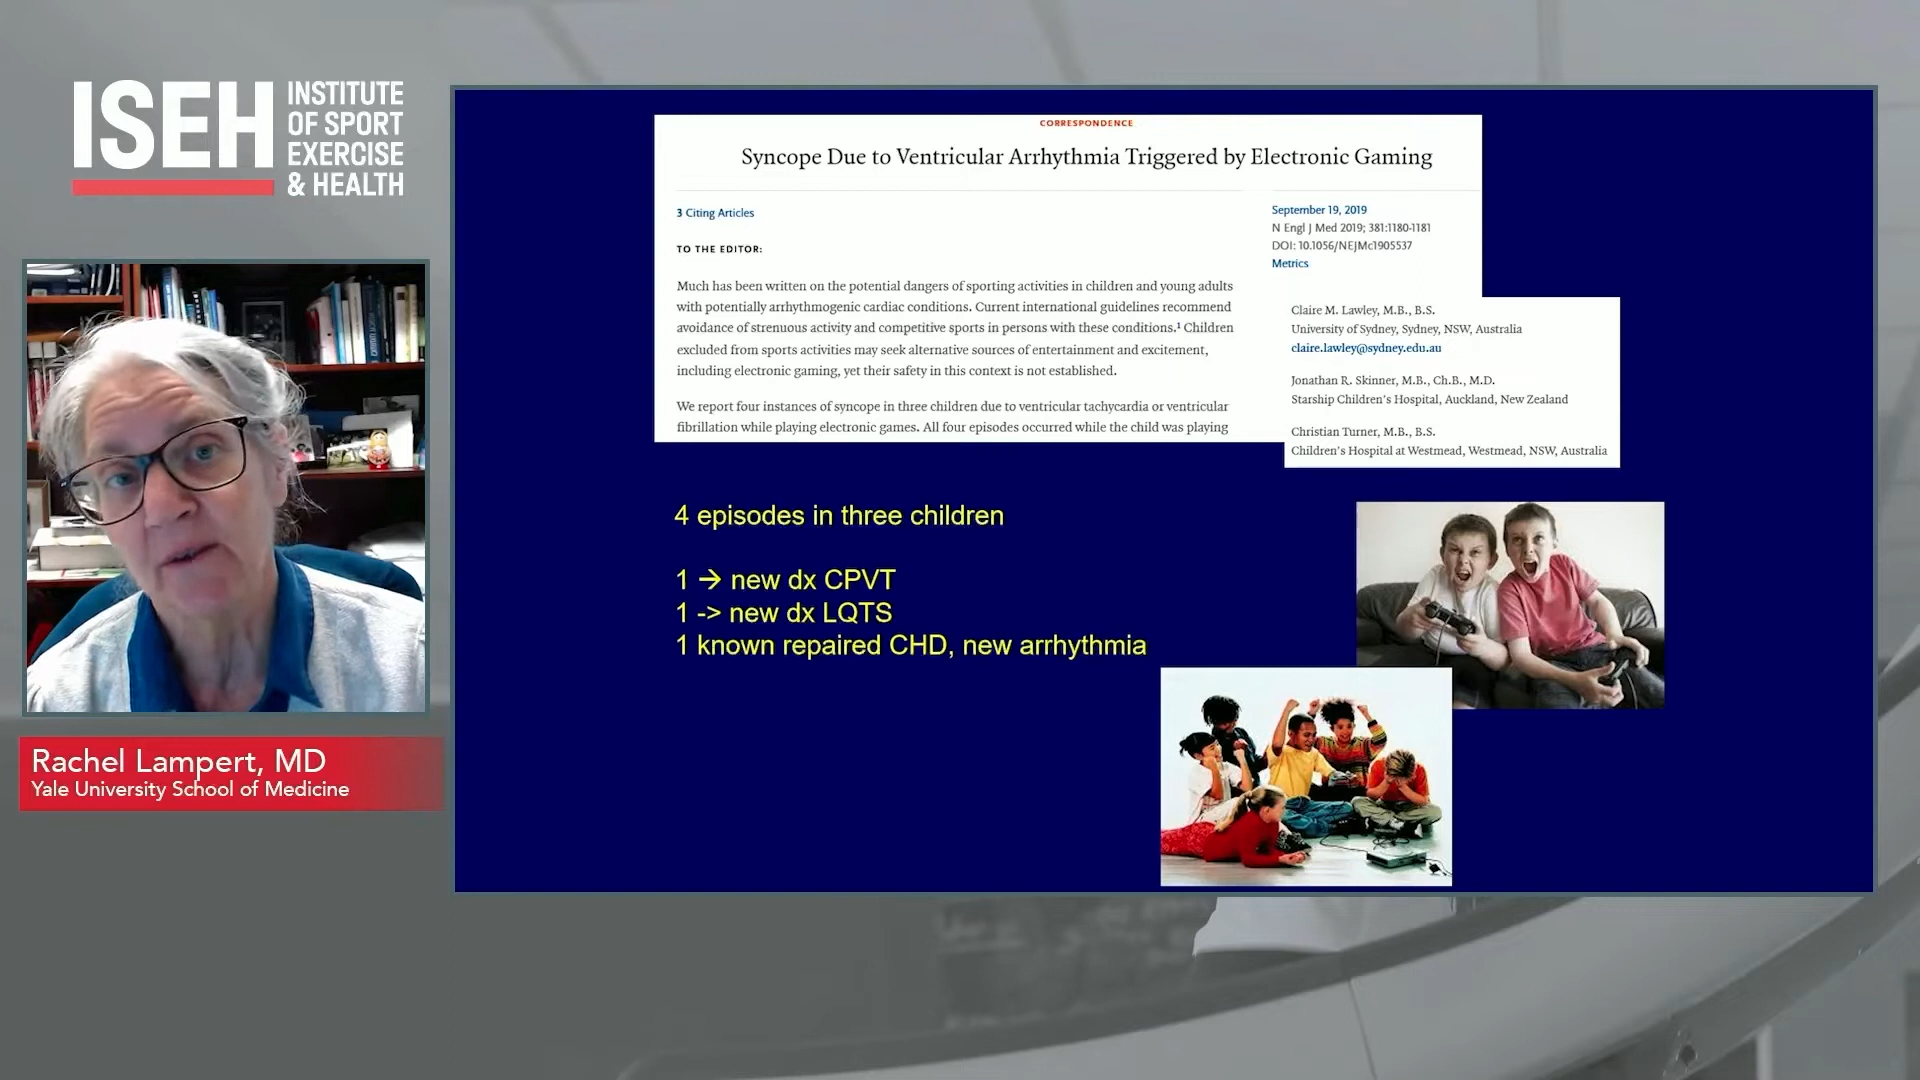 ISEH
INSTITUTE
OF SPORT
EXERCISE
& HEALTH
Rachel Lampert, MD
Yale University School of Medicine
CORRESPONDENCE
Syncope Due to Ventricular Arrhythmia Triggered by Electronic Gaming
3 Citing Articles
TO THE EDITOR:
Much has been written on the potential dangers of sporting activities in children and young adults
with potentially arrhythmogenic cardiac conditions. Current international guidelines recommend
avoidance of strenuous activity and competitive sports in persons with these conditions.¹ Children
excluded from sports activities may seek alternative sources of entertainment and excitement,
including electronic gaming, yet their safety in this context is not established.
We report four instances of syncope in three children due to ventricular tachycardia or ventricular
fibrillation while playing electronic games. All four episodes occurred while the child was playing
September 19, 2019
N Engl J Med 2019; 381:1180-1181
DOI: 10.1056/NEJMc1905537
Metrics
Claire M. Lawley, M.B., B.S.
University of Sydney, Sydney, NSW, Australia
claire.lawley@sydney.edu.au
Jonathan R. Skinner, M.B., Ch.B., M.D.
Starship Children's Hospital, Auckland, New Zealand
Christian Turner, M.B., B.S.
Children's Hospital at Westmead, Westmead, NSW, Australia
4 episodes in three children
1 → new dx CPVT
1 -> new dx LQTS
1 known repaired CHD, new arrhythmia